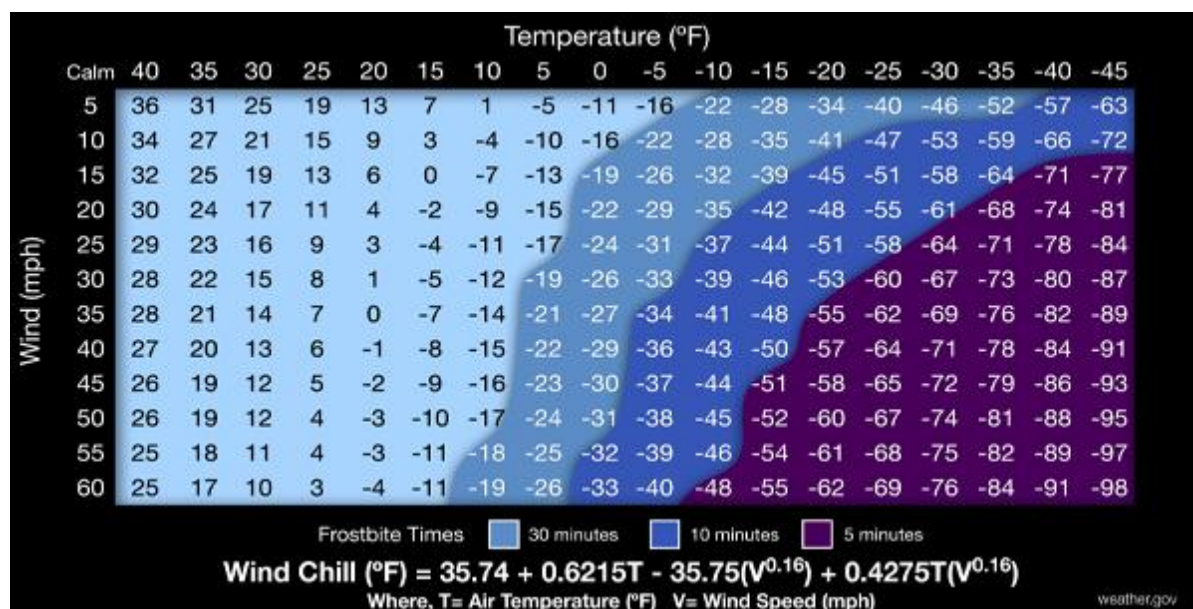 Temperature (ºF)
Calm 40 35 30 25 20 15 10 5 0 -5 -10 -15 -20 -25 -30 -35 -40 -45
5 36 31 25 19 13 7 1 -5 -11 -16 -22 -28 -34 -40 -46 -52 -57 -63
10 34 27 21 15 9 3 -4 -10 -16 -22 -28 -35 -41 -47 -53 -59 -66 -72
15 32 25 19 13 6 0 -7 -13 -19 -26 -32 -39 -45 -51 -58 -64 -71 -77
20 30 24 17 11 4 -2 -9 -15 -22 -29 -35 -42 -48 -55 -61 -68 -74 -81
25 29 23 16 9 3 -4 -11 -17 -24 -31 -37 -44 -51 -58 -64 -71 -78 -84
30 28 22 15 8 1 -5 -12 -19 -26 -33 -39 -46 -53 -60 -67 -73 -80 -87
35 28 21 14 7 0 -7 -14 -21 -27 -34 -41 -48 -55 -62 -69 -76 -82 -89
40 27 20 13 6 -1 -8 -15 -22 -29 -36 -43 -50 -57 -64 -71 -78 -84 -91
45 26 19 12 5 -2 -9 -16 -23 -30 -37 -44 -51 -58 -65 -72 -79 -86 -93
50 26 19 12 4 -3 -10 -17 -24 -31 -38 -45 -52 -60 -67 -74 -81 -88 -95
55 25 18 11 4 -3 -11 -18 -25 -32 -39 -46 -54 -61 -68 -75 -82 -89 -97
60 25 17 10 3 -4 -11 -19 -26 -33 -40 -48 -55 -62 -69 -76 -84 -91 -98
Wind (mph)
Frostbite Times 30 minutes 10 minutes 5 minutes
Wind Chill (ºF) = 35.74 + 0.6215T - 35.75(V^0.16) + 0.4275T(V^0.16)
Where, T= Air Temperature (ºF) V= Wind Speed (mph)
weather.gov